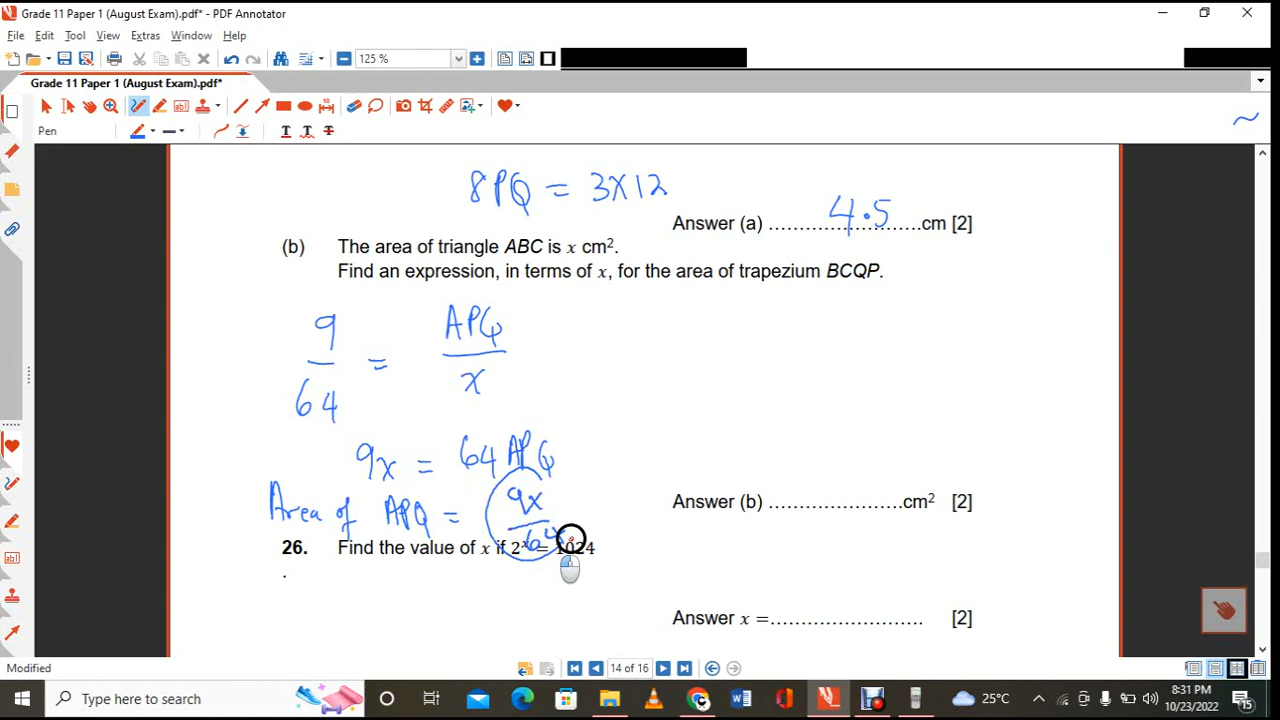 Grade 11 Paper 1 (August Exam).pdf* - PDF Annotator
File Edit Tool View Extras Window Help
125 %
Grade 11 Paper 1 (August Exam).pdf*
Pen
8PQ = 3X12
Answer (a) 4.5 cm [2]
(b) The area of triangle ABC is x cm².
Find an expression, in terms of x, for the area of trapezium BCQP.
9/64 = APQ/x
9x = 64 APQ
Area of APQ = 9x/64
Answer (b) ......................cm² [2]
26. Find the value of x if 2ˣ = 1024
.
Answer x =......................... [2]
Modified
14 of 16
Type here to search
25°C
8:31 PM
10/23/2022
15